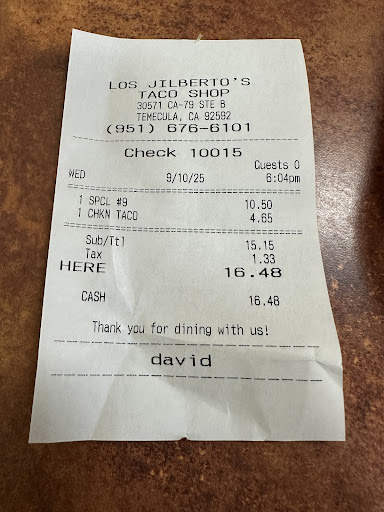 LOS JILBERTO'S
TACO SHOP
30571 CA-79 STE B
TEMECULA, CA 92592
(951) 676-6101
Check 10015
Guests 0
WED 9/10/25 6:04pm
1 SPCL #9 10.50
1 CHKN TACO 4.65
Sub/Ttl 15.15
Tax 1.33
HERE 16.48
CASH 16.48
Thank you for dining with us!
david